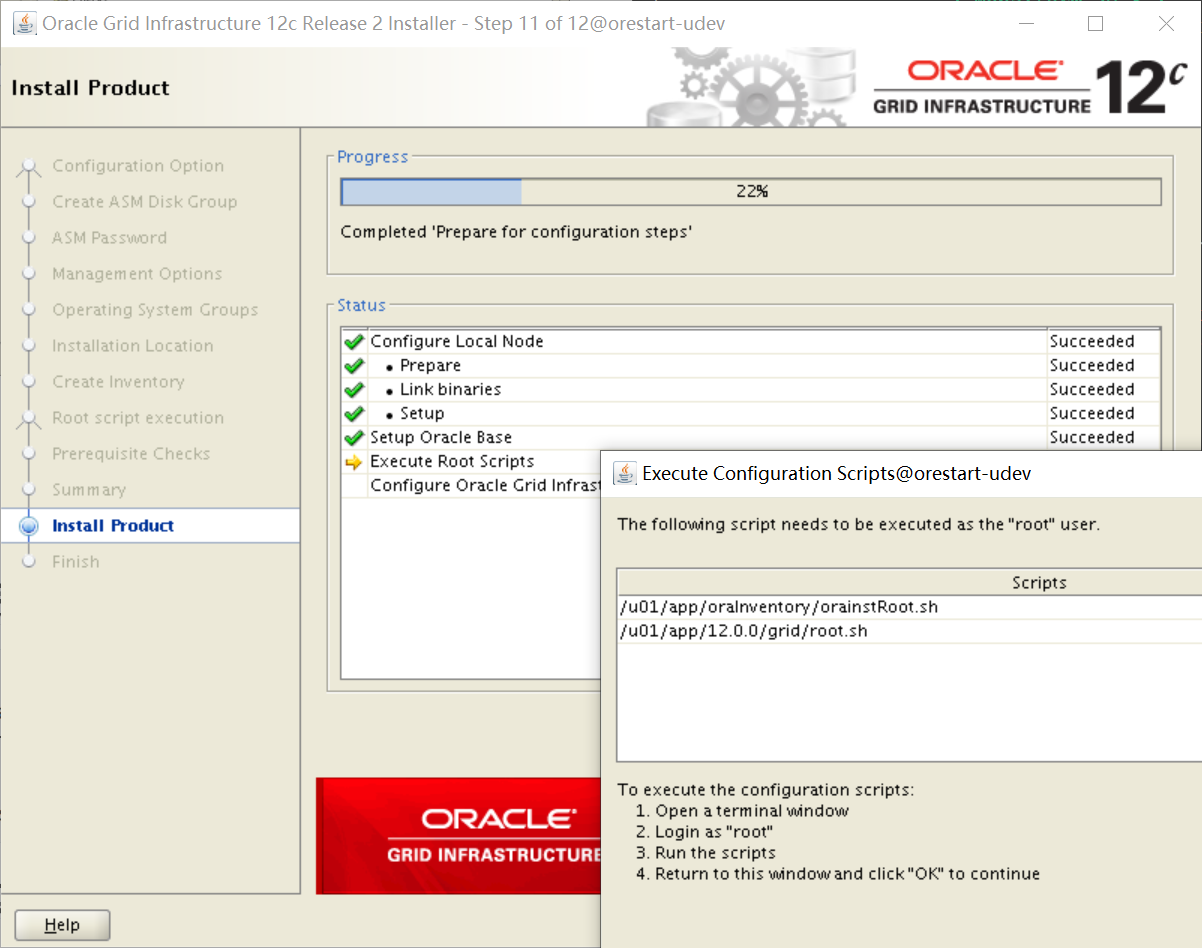 Oracle Grid Infrastructure 12c Release 2 Installer - Step 11 of 12@orestart-udev
Install Product
ORACLE
GRID INFRASTRUCTURE
12c
Configuration Option
Create ASM Disk Group
ASM Password
Management Options
Operating System Groups
Installation Location
Create Inventory
Root script execution
Prerequisite Checks
Summary
Install Product
Finish
Progress
22%
Completed 'Prepare for configuration steps'
Status
Configure Local Node Succeeded
• Prepare Succeeded
• Link binaries Succeeded
• Setup Succeeded
Setup Oracle Base Succeeded
Execute Root Scripts
Configure Oracle Grid Infrast
Execute Configuration Scripts@orestart-udev
The following script needs to be executed as the "root" user.
Scripts
/u01/app/oraInventory/orainstRoot.sh
/u01/app/12.0.0/grid/root.sh
To execute the configuration scripts:
1. Open a terminal window
2. Login as "root"
3. Run the scripts
4. Return to this window and click "OK" to continue
ORACLE
GRID INFRASTRUCTURE
Help